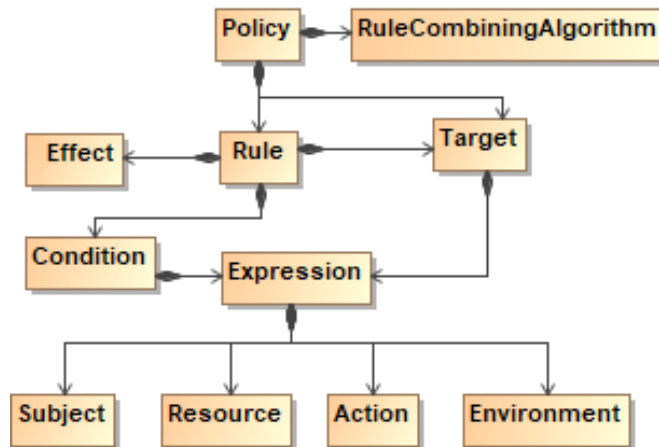 Policy
RuleCombiningAlgorithm
Effect
Rule
Target
Condition
Expression
Subject
Resource
Action
Environment